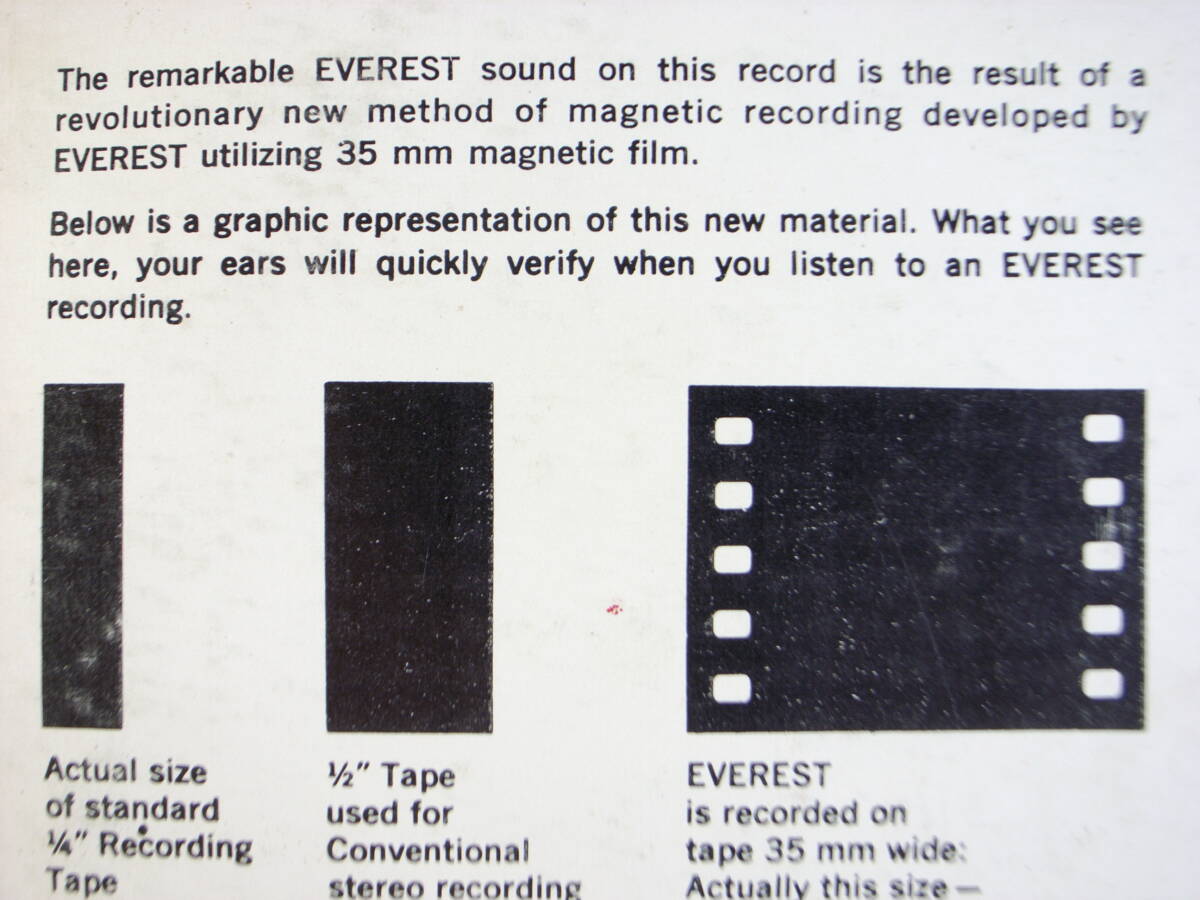 The remarkable EVEREST sound on this record is the result of a
revolutionary new method of magnetic recording developed by
EVEREST utilizing 35 mm magnetic film.
Below is a graphic representation of this new material. What you see
here, your ears will quickly verify when you listen to an EVEREST
recording.
Actual size
of standard
¼" Recording
Tape
½" Tape
used for
Conventional
stereo recording
EVEREST
is recorded on
tape 35 mm wide:
Actually this size—